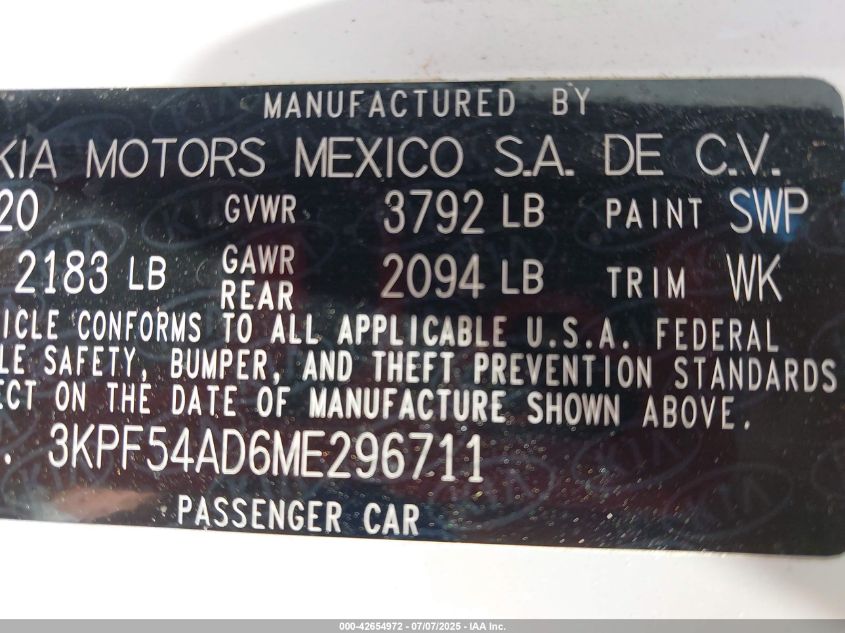 MANUFACTURED BY
KIA MOTORS MEXICO S.A. DE C.V.
20 GVWR 3792 LB PAINT SWP
2183 LB GAWR REAR 2094 LB TRIM WK
ICLE CONFORMS TO ALL APPLICABLE U.S.A. FEDERAL
LE SAFETY, BUMPER, AND THEFT PREVENTION STANDARDS
ECT ON THE DATE OF MANUFACTURE SHOWN ABOVE.
. 3KPF54AD6ME296711
PASSENGER CAR
000-42654972 - 07/07/2025 - IAA Inc.